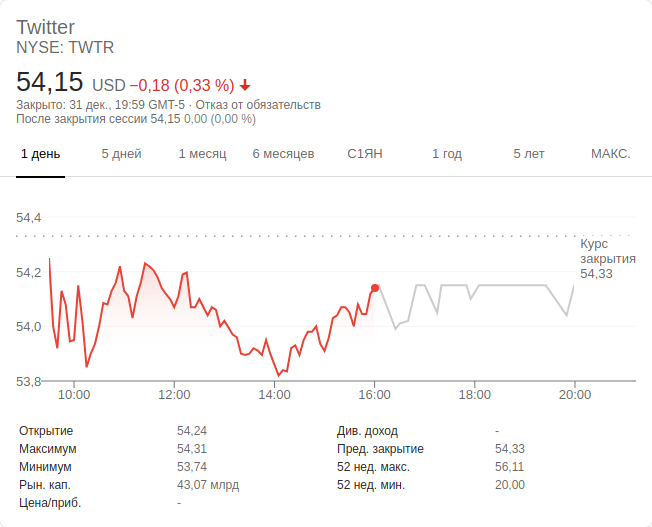 Twitter
NYSE: TWTR
54,15 USD −0,18 (0,33 %)
Закрыто: 31 дек., 19:59 GMT-5 · Отказ от обязательств
После закрытия сессии 54,15 0,00 (0,00 %)
1 день 5 дней 1 месяц 6 месяцев С1ЯН 1 год 5 лет МАКС.
54,4
Курс
закрытия
54,33
54,2
54,0
53,8
10:00 12:00 14:00 16:00 18:00 20:00
Открытие 54,24 Див. доход -
Максимум 54,31 Пред. закрытие 54,33
Минимум 53,74 52 нед. макс. 56,11
Рын. кап. 43,07 млрд 52 нед. мин. 20,00
Цена/приб. -